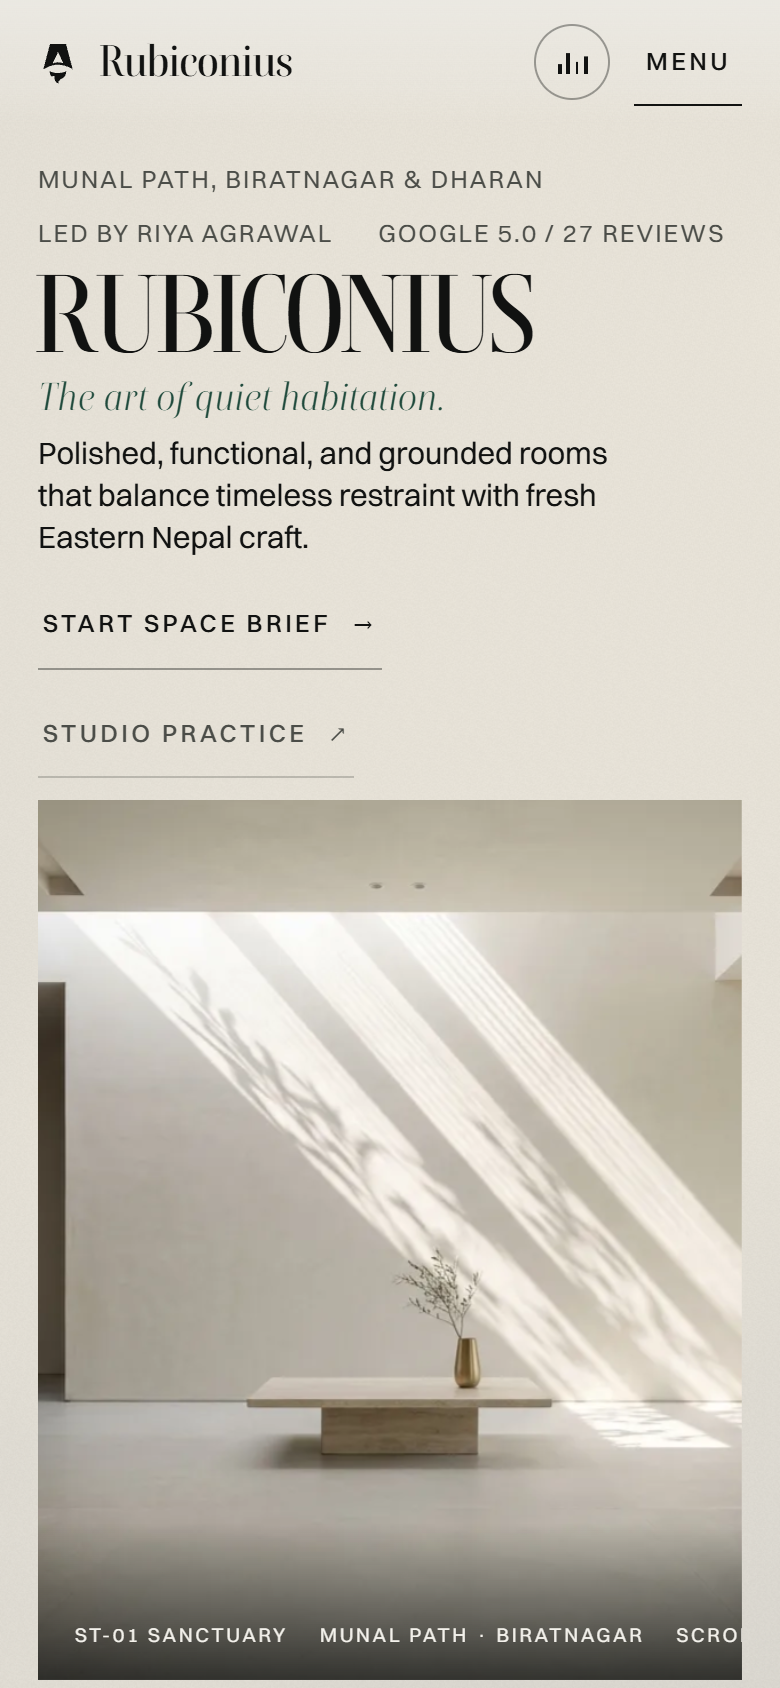 Rubiconius
MENU
MUNAL PATH, BIRATNAGAR & DHARAN
LED BY RIYA AGRAWAL GOOGLE 5.0 / 27 REVIEWS
RUBICONIUS
The art of quiet habitation.
Polished, functional, and grounded rooms
that balance timeless restraint with fresh
Eastern Nepal craft.
START SPACE BRIEF →
STUDIO PRACTICE ↗
ST-01 SANCTUARY MUNAL PATH · BIRATNAGAR